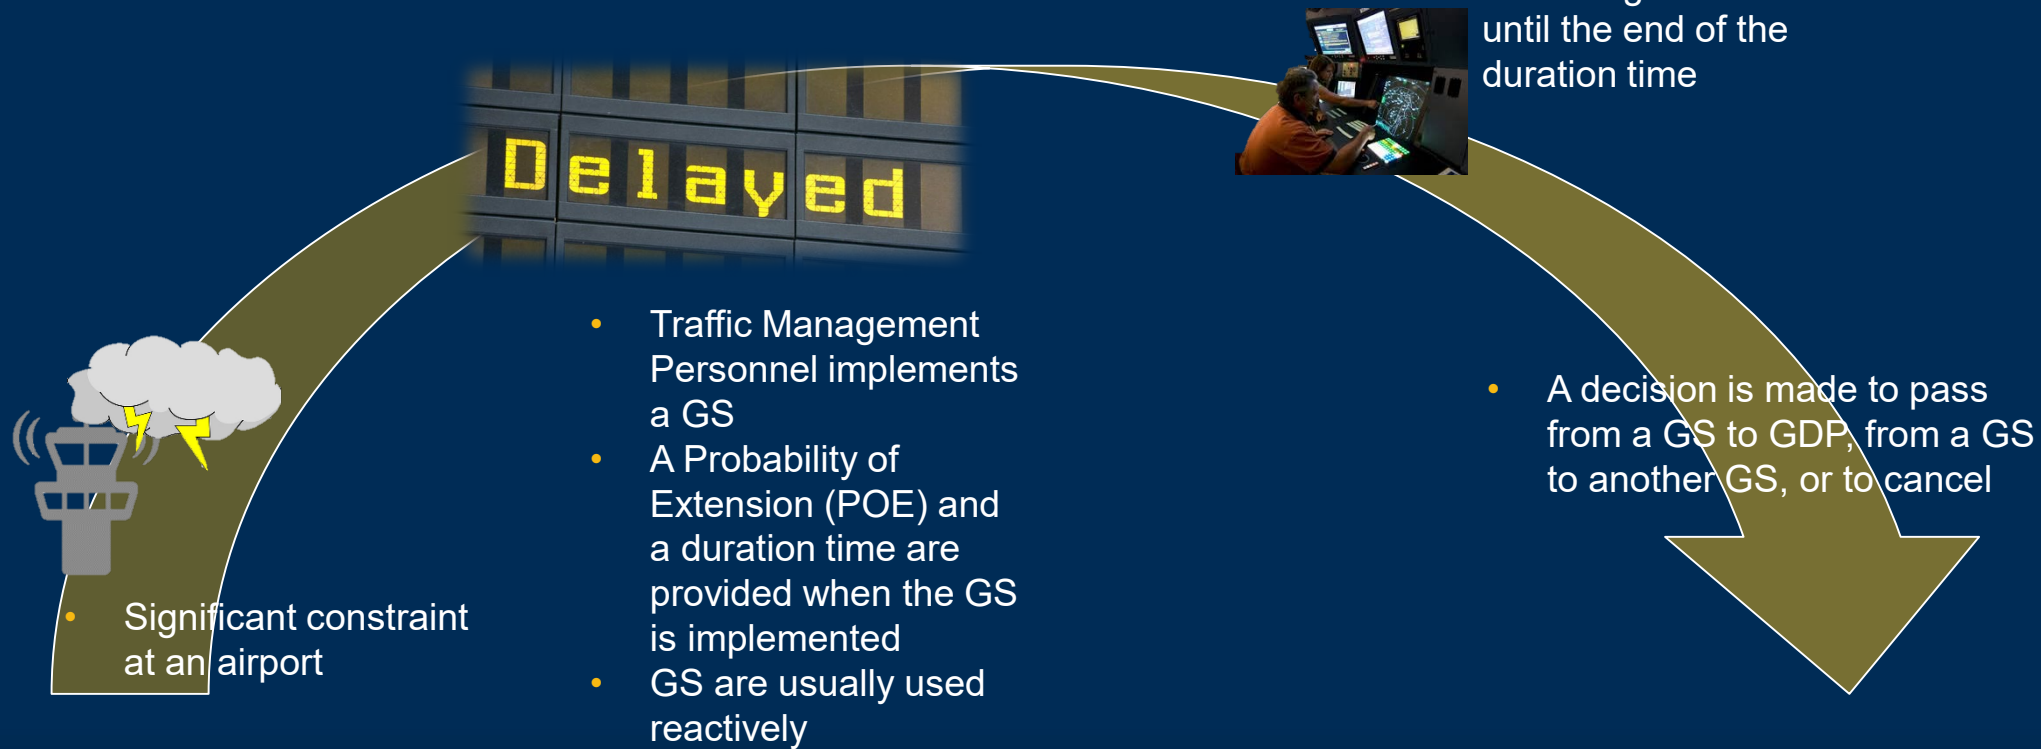 Delayed
until the end of the
duration time
• Traffic Management
Personnel implements
a GS
• A Probability of
Extension (POE) and
a duration time are
provided when the GS
is implemented
• GS are usually used
reactively
• A decision is made to pass
from a GS to GDP, from a GS
to another GS, or to cancel
• Significant constraint
at an airport